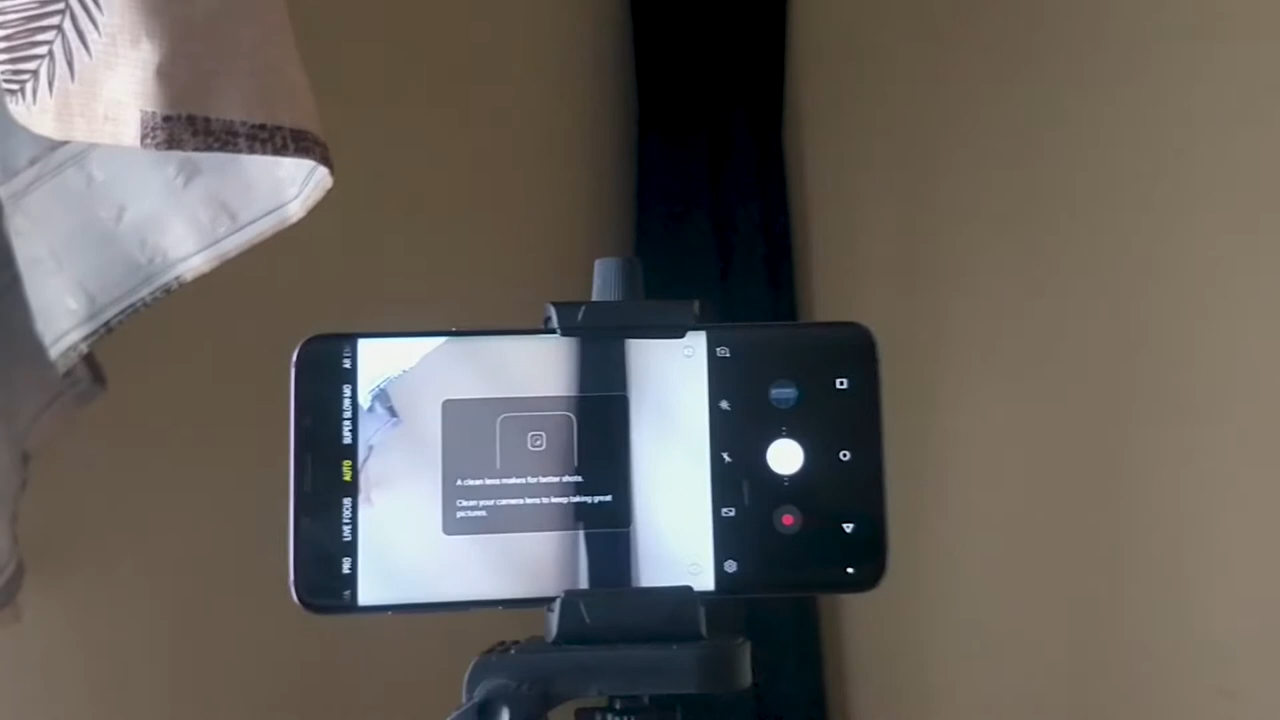 AR E
SUPER SLOW-MO
AUTO
LIVE FOCUS
PRO
A clean lens makes for better shots.
Clean your camera lens to keep taking great
pictures.